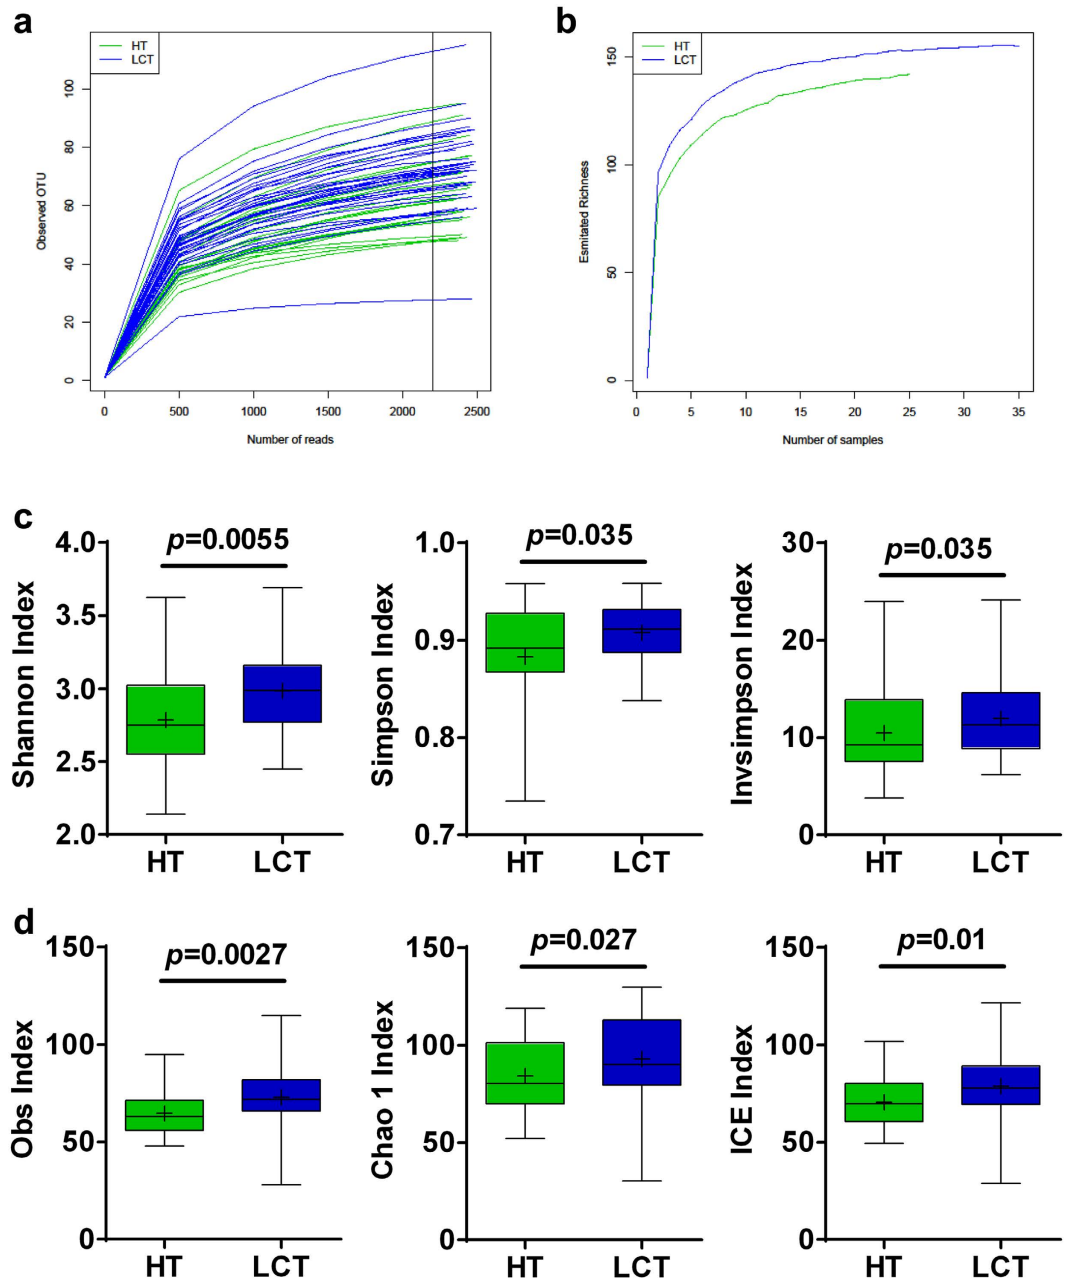 a
HT
LCT
Observed OTU
0
20
40
60
80
100
0 500 1000 1500 2000 2500
Number of reads
b
HT
LCT
Esmitated Richness
0
50
100
150
0 5 10 15 20 25 30 35
Number of samples
c
p=0.0055
Shannon Index
4.0
3.5
3.0
2.5
2.0
HT LCT
p=0.035
Simpson Index
1.0
0.9
0.8
0.7
HT LCT
p=0.035
Invsimpson Index
30
20
10
0
HT LCT
d
p=0.0027
Obs Index
150
100
50
0
HT LCT
p=0.027
Chao 1 Index
150
100
50
0
HT LCT
p=0.01
ICE Index
150
100
50
0
HT LCT